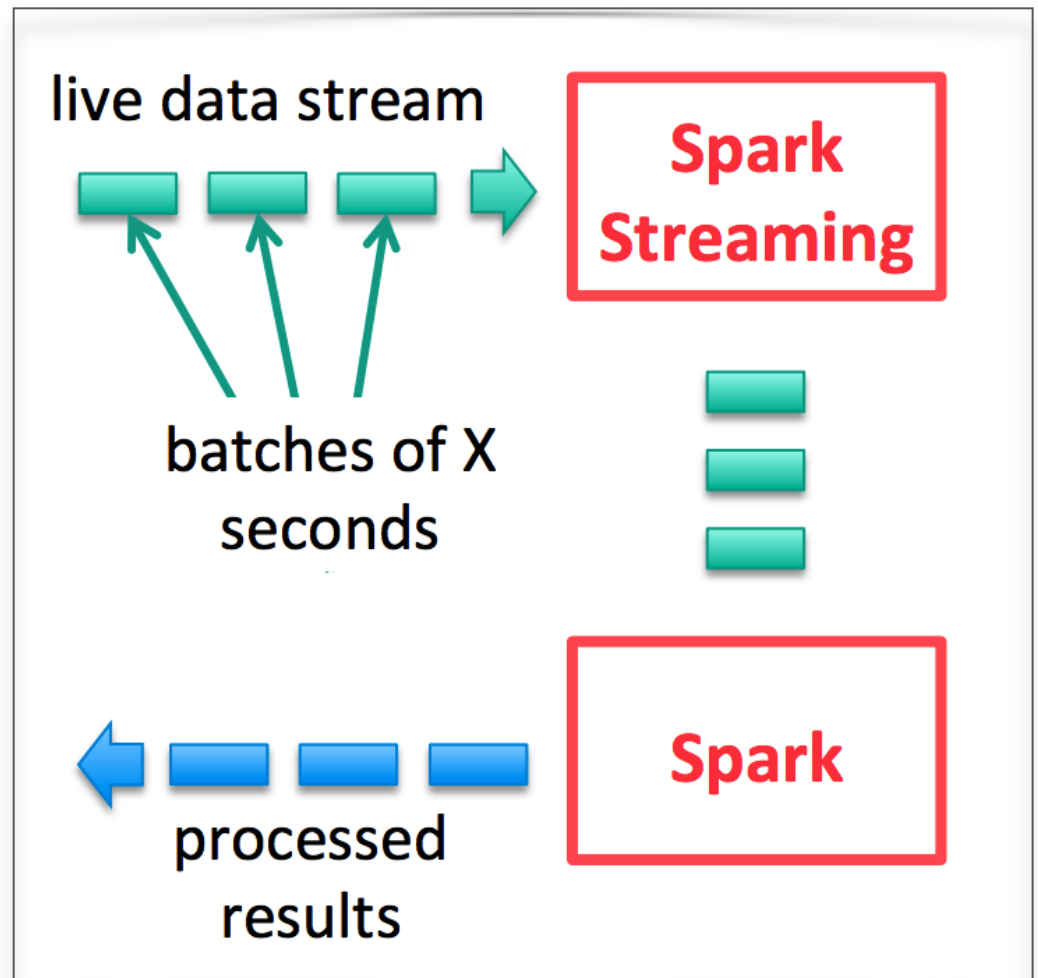 live data stream
Spark
Streaming
batches of X
seconds
Spark
processed
results